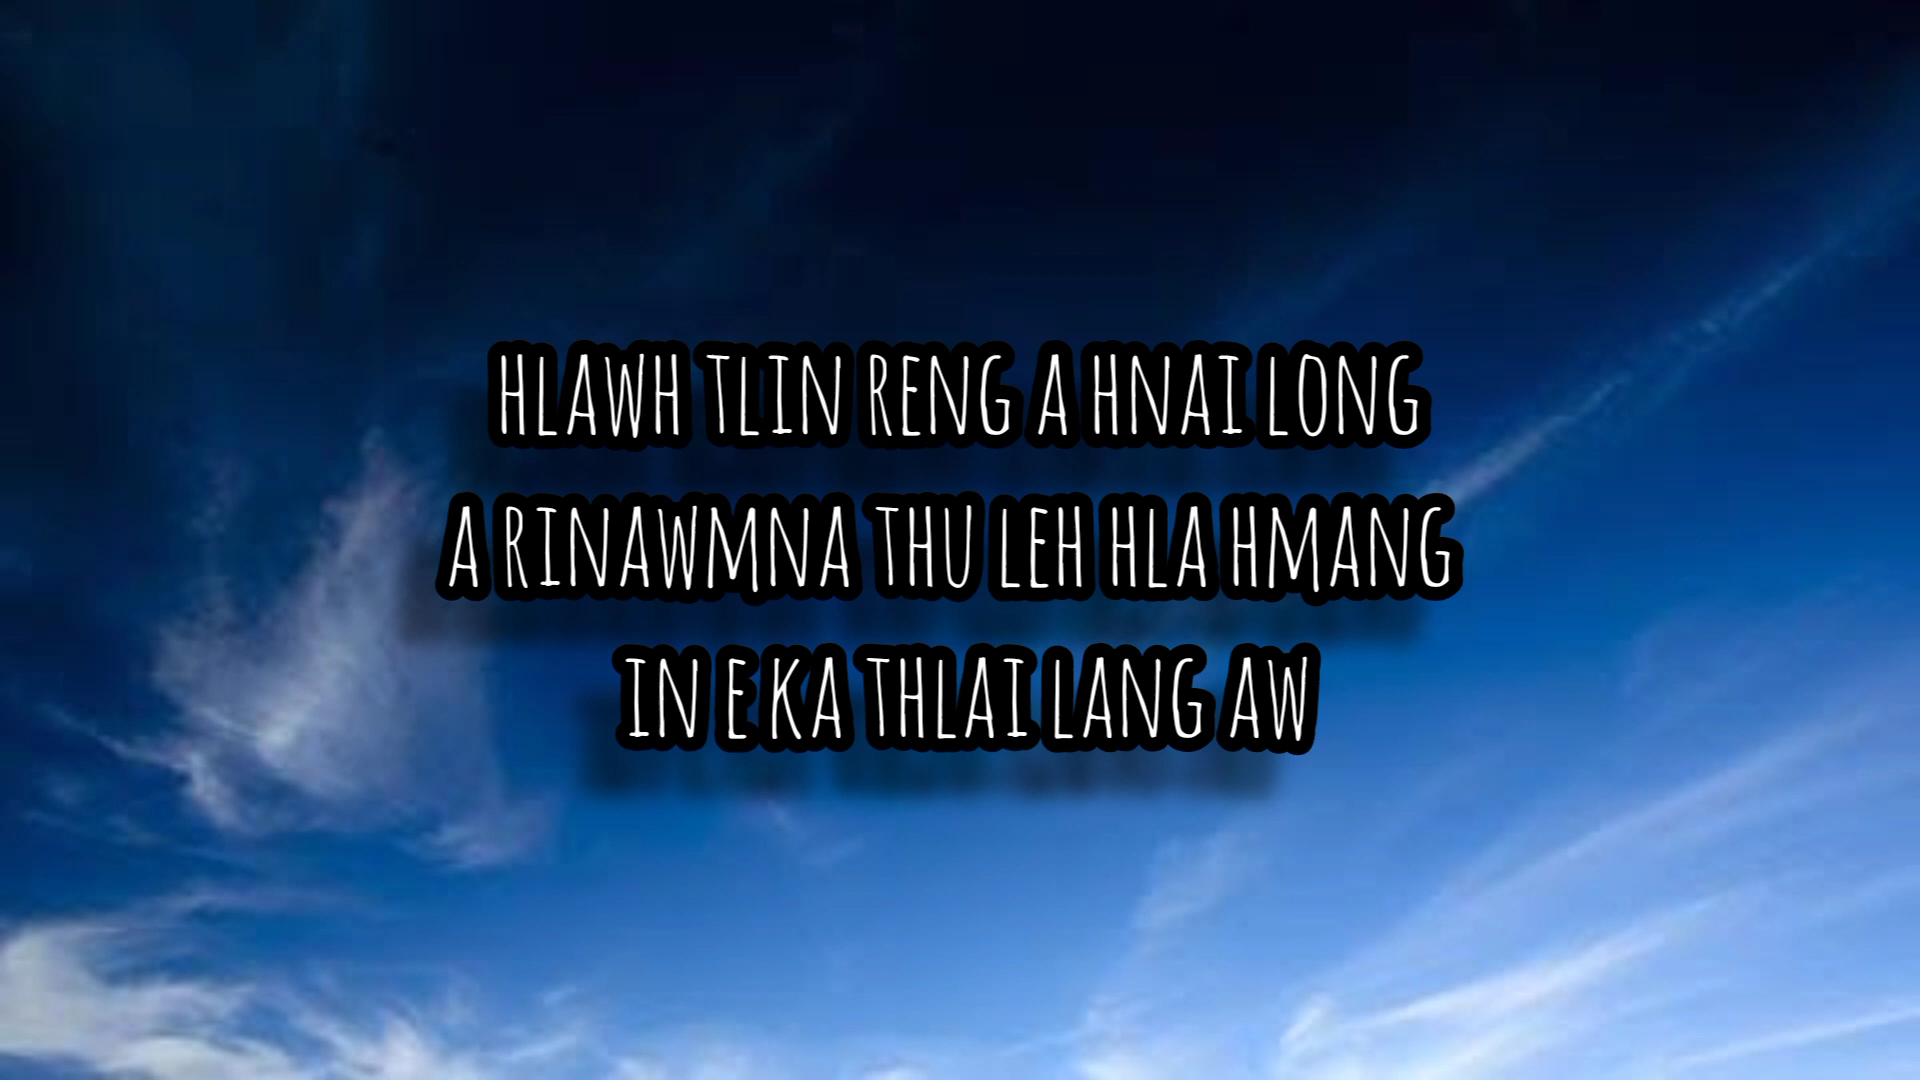 HLAWH TLIN RENG A HNAI LONG
A RINAWMNA THU LEH HLA HMANG
IN E KA THLAI LANG AW